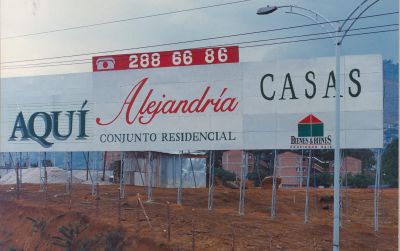 288 66 86
AQUÍ
Alejandría
CONJUNTO RESIDENCIAL
CASAS
BIENES & BIENES